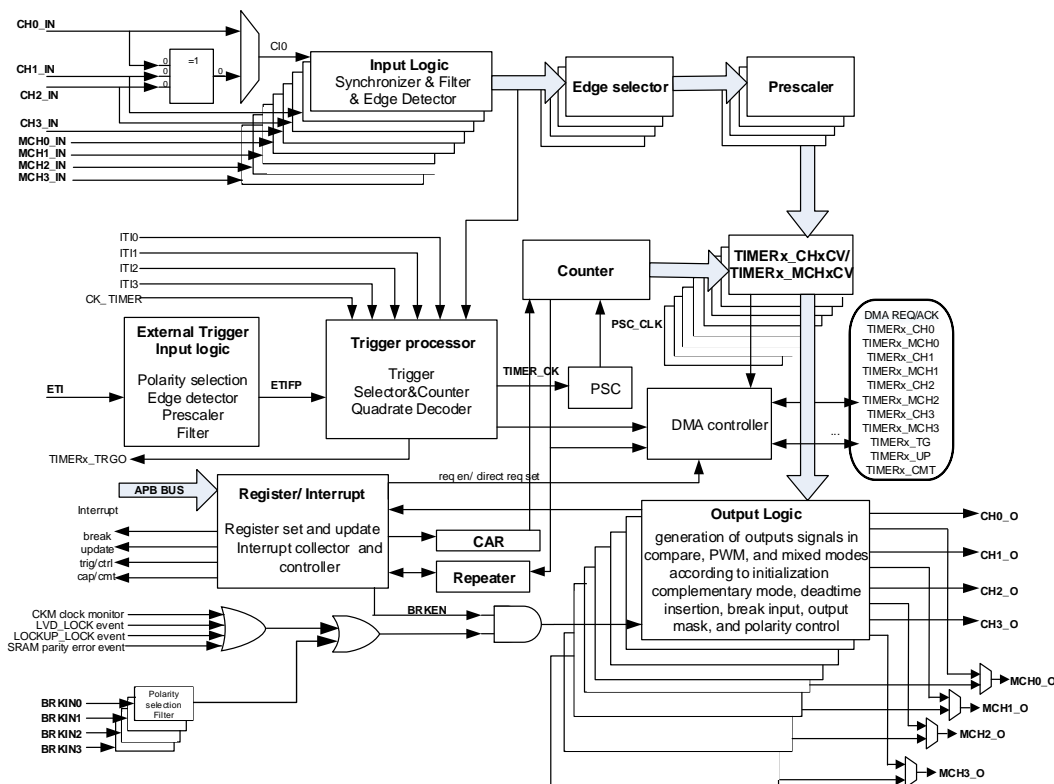 CH0_IN
CH1_IN
CH2_IN
CH3_IN
MCH0_IN
MCH1_IN
MCH2_IN
MCH3_IN
0
0
0
=1
0
CI0
Input Logic
Synchronizer & Filter
& Edge Detector
Edge selector
Prescaler
ITI0
ITI1
ITI2
ITI3
CK_TIMER
Counter
TIMERx_CHxCV/
TIMERx_MCHxCV
External Trigger
Input logic
Polarity selection
Edge detector
Prescaler
Filter
ETI
ETIFP
Trigger processor
Trigger
Selector&Counter
Quadrate Decoder
TIMER_CK
PSC
PSC_CLK
DMA controller
DMA REQ/ACK
TIMERx_CH0
TIMERx_MCH0
TIMERx_CH1
TIMERx_MCH1
TIMERx_CH2
TIMERx_MCH2
TIMERx_CH3
TIMERx_MCH3
TIMERx_TG
TIMERx_UP
TIMERx_CMT
...
TIMERx_TRGO
req en/ direct req set
APB BUS
Interrupt
break
update
trig/ctrl
cap/cmt
Register/ Interrupt
Register set and update
Interrupt collector and
controller
CAR
Repeater
Output Logic
generation of outputs signals in
compare, PWM, and mixed modes
according to initialization
complementary mode, deadtime
insertion, break input, output
mask, and polarity control
CH0_O
CH1_O
CH2_O
CH3_O
MCH0_O
MCH1_O
MCH2_O
MCH3_O
BRKEN
CKM clock monitor
LVD_LOCK event
LOCKUP_LOCK event
SRAM parity error event
BRKIN0
BRKIN1
BRKIN2
BRKIN3
Polarity
selection
Filter